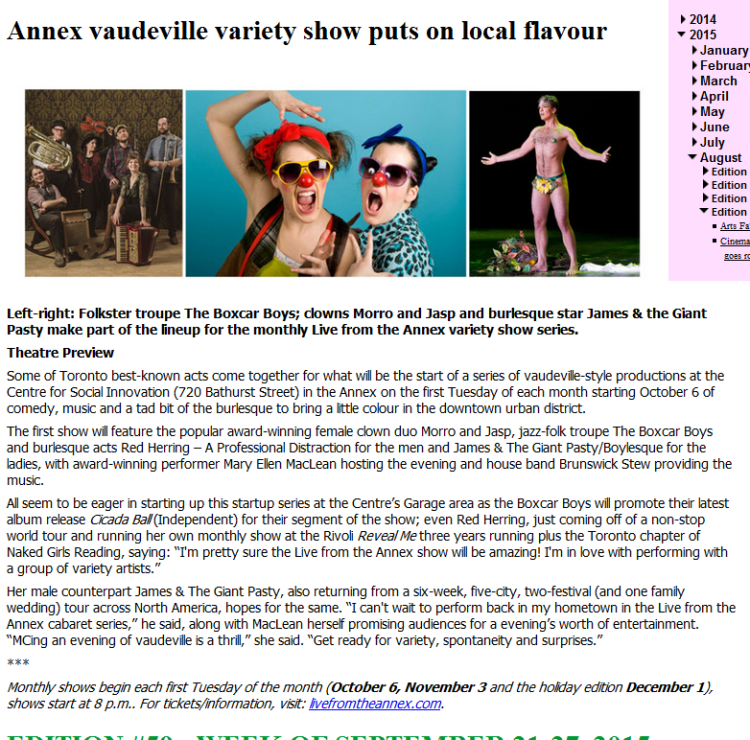 Annex vaudeville variety show puts on local flavour
Left-right: Folkster troupe The Boxcar Boys; clowns Morro and Jasp and burlesque star James & the Giant
Pasty make part of the lineup for the monthly Live from the Annex variety show series.
Theatre Preview
Some of Toronto best-known acts come together for what will be the start of a series of vaudeville-style productions at the
Centre for Social Innovation (720 Bathurst Street) in the Annex on the first Tuesday of each month starting October 6 of
comedy, music and a tad bit of the burlesque to bring a little colour in the downtown urban district.
The first show will feature the popular award-winning female clown duo Morro and Jasp, jazz-folk troupe The Boxcar Boys
and burlesque acts Red Herring – A Professional Distraction for the men and James & The Giant Pasty/Boylesque for the
ladies, with award-winning performer Mary Ellen MacLean hosting the evening and house band Brunswick Stew providing the
music.
All seem to be eager in starting up this startup series at the Centre's Garage area as the Boxcar Boys will promote their latest
album release Cicada Ball (Independent) for their segment of the show; even Red Herring, just coming off of a non-stop
world tour and running her own monthly show at the Rivoli Reveal Me three years running plus the Toronto chapter of
Naked Girls Reading, saying: “I'm pretty sure the Live from the Annex show will be amazing! I'm in love with performing with
a group of variety artists.”
Her male counterpart James & The Giant Pasty, also returning from a six-week, five-city, two-festival (and one family
wedding) tour across North America, hopes for the same. “I can't wait to perform back in my hometown in the Live from the
Annex cabaret series,” he said, along with MacLean herself promising audiences for a evening's worth of entertainment.
“MCing an evening of vaudeville is a thrill,” she said. “Get ready for variety, spontaneity and surprises.”
***
Monthly shows begin each first Tuesday of the month (October 6, November 3 and the holiday edition December 1),
shows start at 8 p.m.. For tickets/information, visit: livefromtheannex.com.
EDITION #50 - WEEK OF SEPTEMBER 21-27, 2015
2014
2015
January
February
March
April
May
June
July
August
Edition
Edition
Edition
Edition
Arts
Cinema
goes